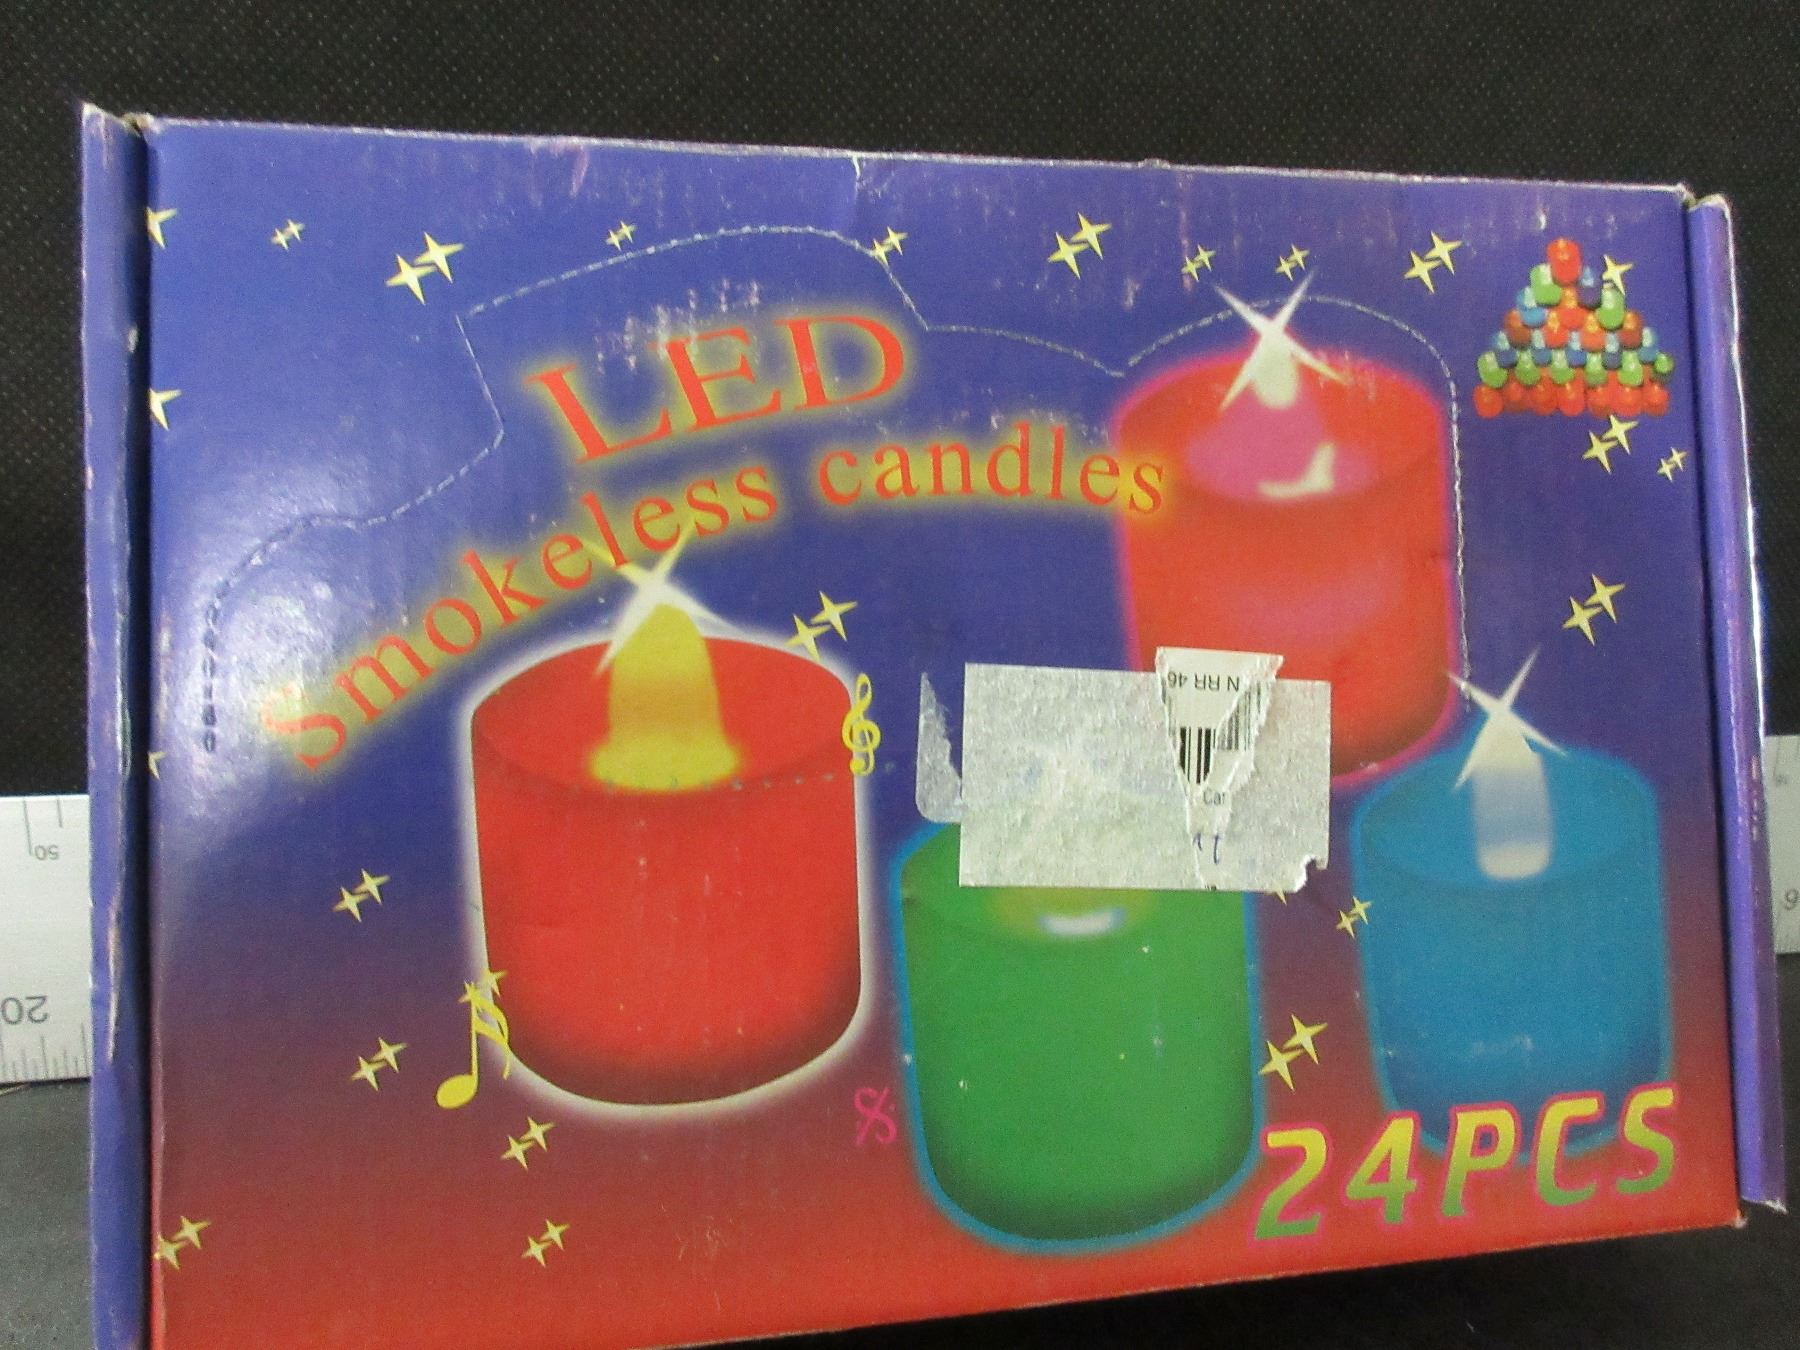 LED
Smokeless candles
N RR 46
Car
24PCS
50
20